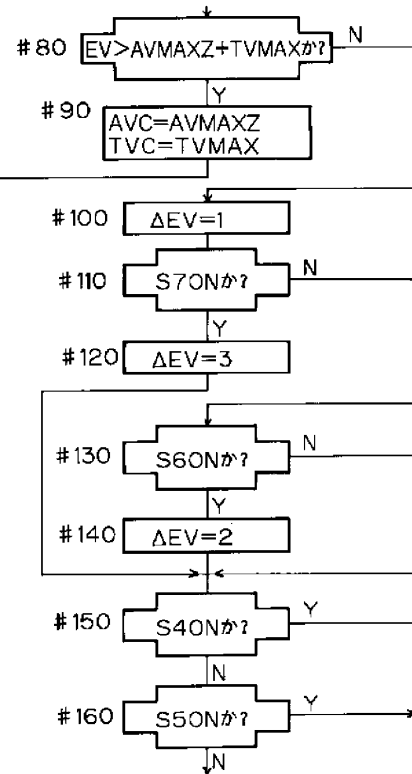 #80 EV>AVMAXZ+TVMAXか? N
Y
#90
AVC=AVMAXZ
TVC=TVMAX
#100 ΔEV=1
#110 S7ONか? N
Y
#120 ΔEV=3
#130 S6ONか? N
Y
#140 ΔEV=2
#150 S4ONか? Y
N
#160 S5ONか? Y
N